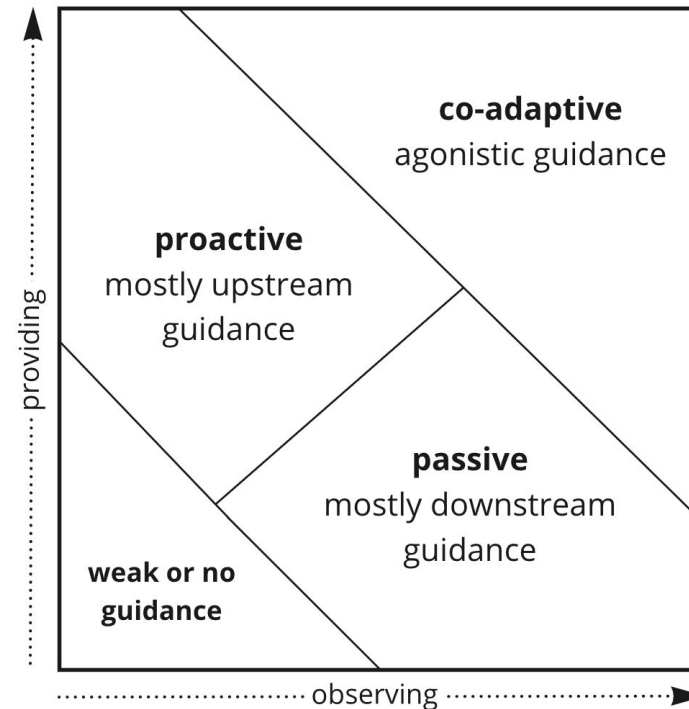 co-adaptive
agonistic guidance
proactive
mostly upstream
guidance
providing
passive
mostly downstream
guidance
weak or no
guidance
observing